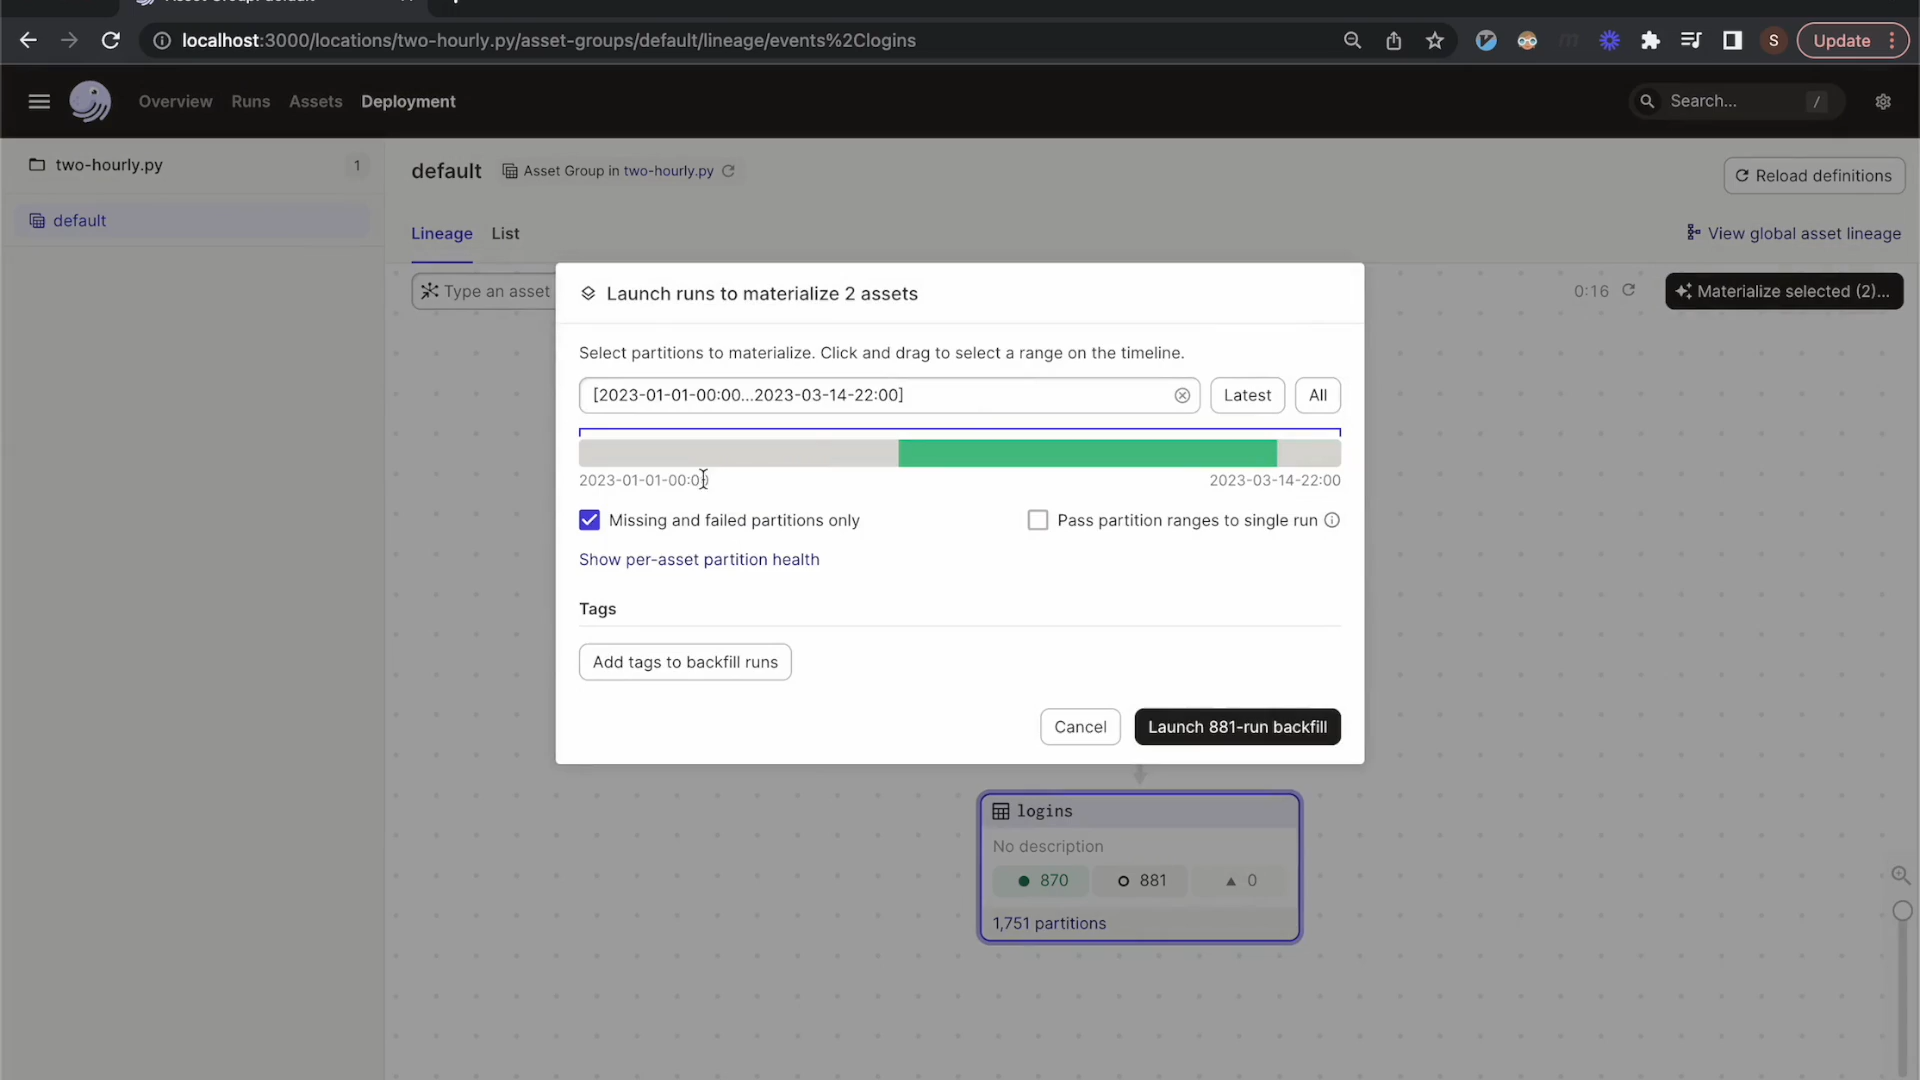 localhost:3000/locations/two-hourly.py/asset-groups/default/lineage/events%2Clogins
S
Update
Overview
Runs
Assets
Deployment
Search...
/
two-hourly.py
1
default
default
Asset Group in two-hourly.py
Reload definitions
Lineage
List
View global asset lineage
Type an asset
0:16
Materialize selected (2)...
Launch runs to materialize 2 assets
Select partitions to materialize. Click and drag to select a range on the timeline.
[2023-01-01-00:00...2023-03-14-22:00]
Latest
All
2023-01-01-00:00
2023-03-14-22:00
Missing and failed partitions only
Pass partition ranges to single run
Show per-asset partition health
Tags
Add tags to backfill runs
Cancel
Launch 881-run backfill
logins
No description
870
881
0
1,751 partitions